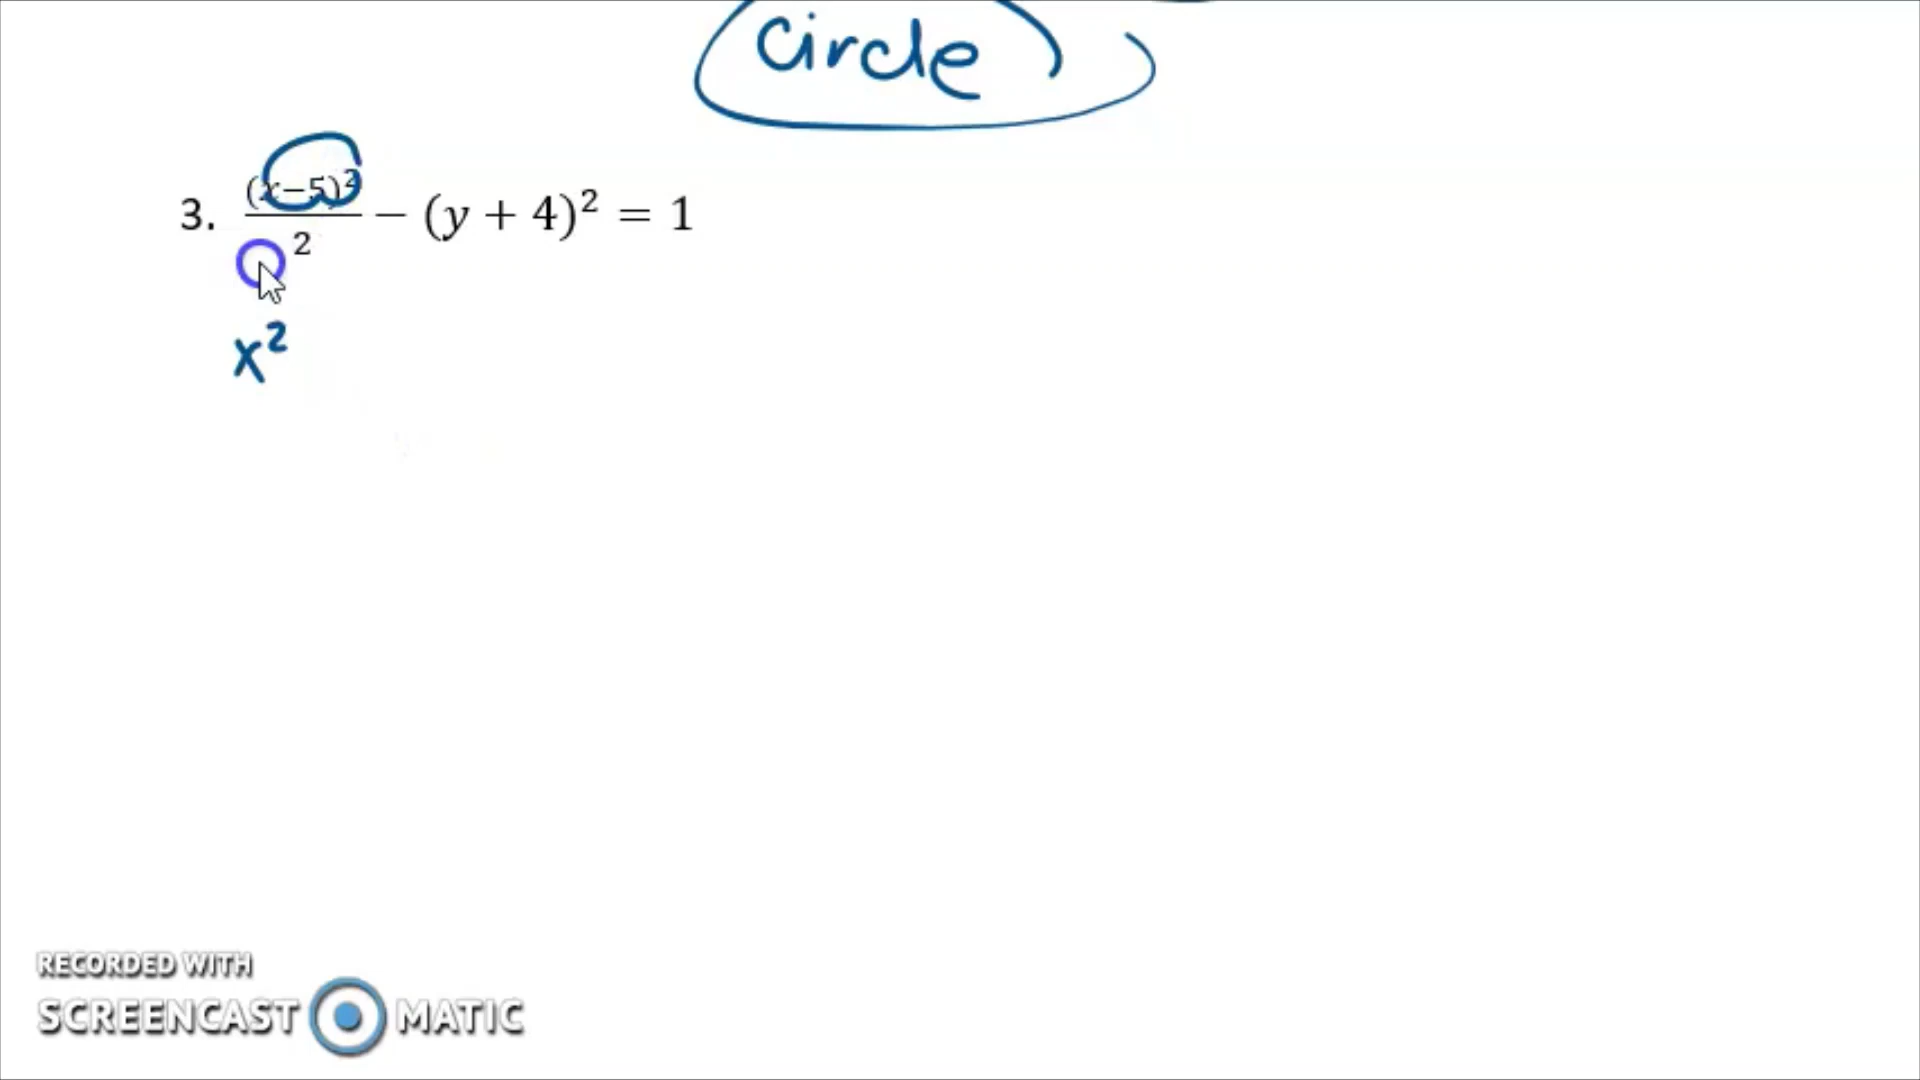 circle
3. (x−5)²/2 − (y + 4)² = 1
x²
RECORDED WITH
SCREENCAST MATIC